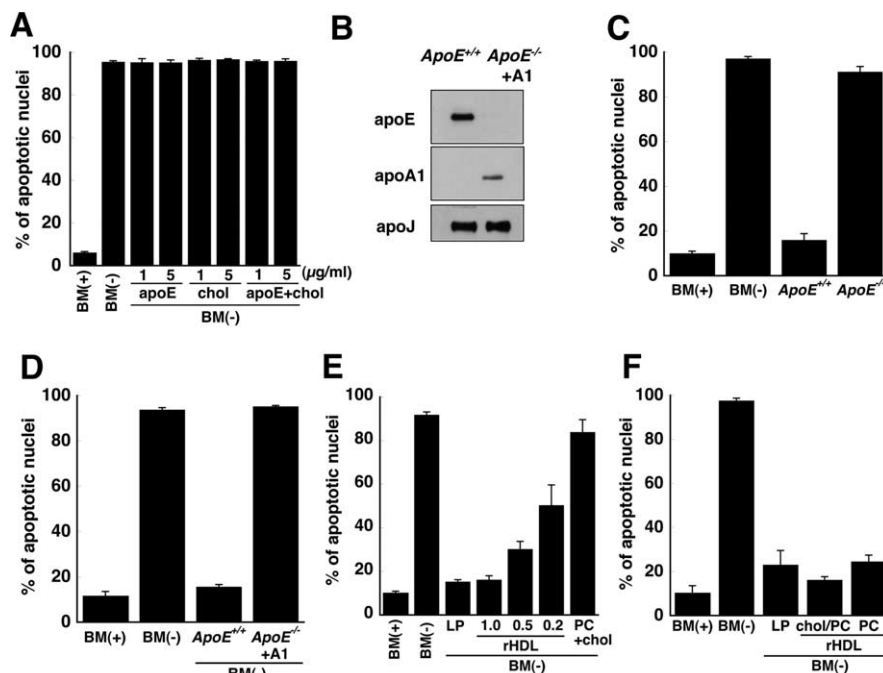 A
% of apoptotic nuclei
100
80
60
40
20
0
BM(+)
BM(-)
1 5 1 5 1 5 (µg/ml)
apoE chol apoE+chol
BM(-)
B
ApoE+/+ ApoE-/-
+A1
apoE
apoA1
apoJ
C
% of apoptotic nuclei
100
80
60
40
20
0
BM(+) BM(-) ApoE+/+ ApoE-/-
D
% of apoptotic nuclei
100
80
60
40
20
0
BM(+) BM(-) ApoE+/+ ApoE-/-
+A1
BM(-)
E
% of apoptotic nuclei
100
80
60
40
20
0
BM(+)
BM(-)
LP 1.0 0.5 0.2 PC
+chol
rHDL
BM(-)
F
% of apoptotic nuclei
100
80
60
40
20
0
BM(+) BM(-) LP chol/PC PC
rHDL
BM(-)